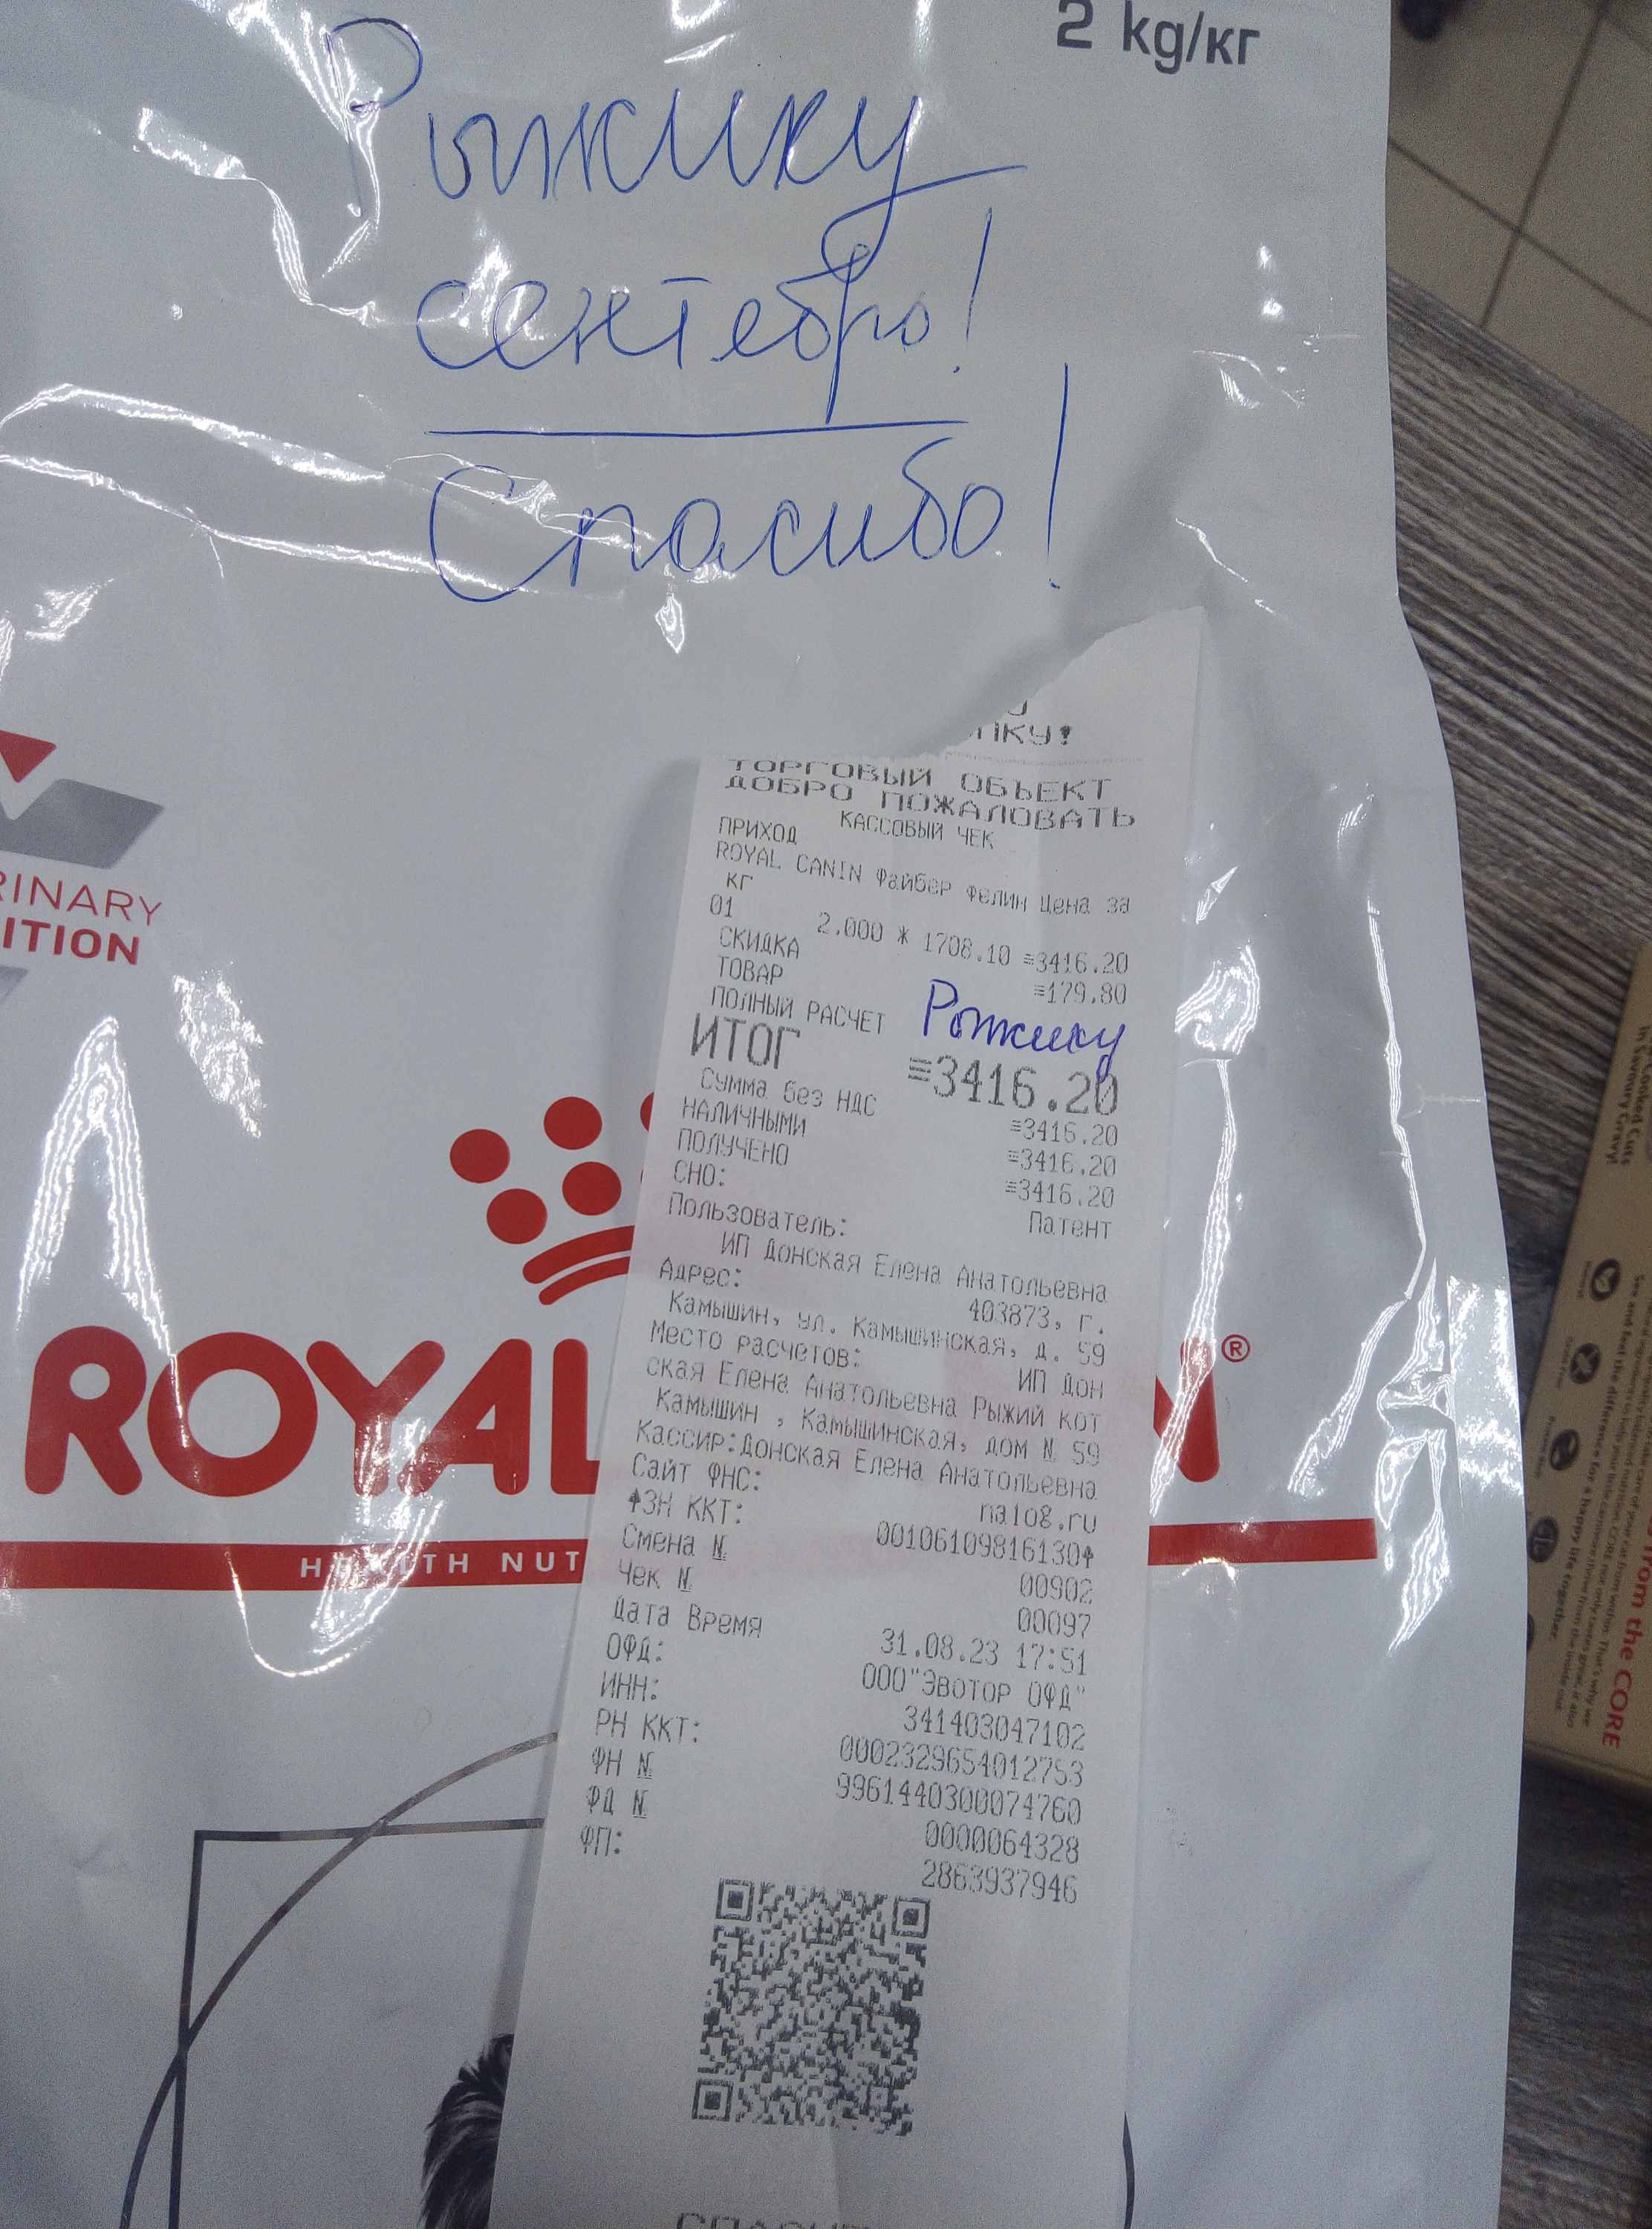 2 kg/кг
Рыжику
сентябрь!
Спасибо!
ПКУ!
ТОРГОВЫЙ ОБЪЕКТ
ДОБРО ПОЖАЛОВАТЬ
КАССОВЫЙ ЧЕК
ПРИХОД
ROYAL CANIN Файбер Фелин Цена за
кг
01 2.000 * 1708.10 ≡3416.20
СКИДКА ≡179.80
ТОВАР
ПОЛНЫЙ РАСЧЕТ Рыжику
ИТОГ ≡3416.20
Сумма без НДС ≡3416.20
НАЛИЧНЫМИ ≡3416.20
ПОЛУЧЕНО ≡3416.20
СНО: Патент
Пользователь:
ИП Донская Елена Анатольевна
Адрес: 403873, г.
Камышин, ул. Камышинская, д. 59
Место расчетов: ИП Дон
ская Елена Анатольевна Рыжий кот
Камышин , Камышинская, дом № 59
Кассир:Донская Елена Анатольевна
Сайт ФНС: nalog.ru
ЗН ККТ: 00106109816130
Смена № 00902
Чек № 00097
Дата Время 31.08.23 17:51
ОФД: ООО"ЭВОТОР ОФД"
ИНН: 341403047102
РН ККТ: 0002329654012753
ФН № 9961440300074760
ФД № 0000064328
ФП: 2863937946
RINARY
ITION
ROYAL N®
HEALTH NUT
from the CORE